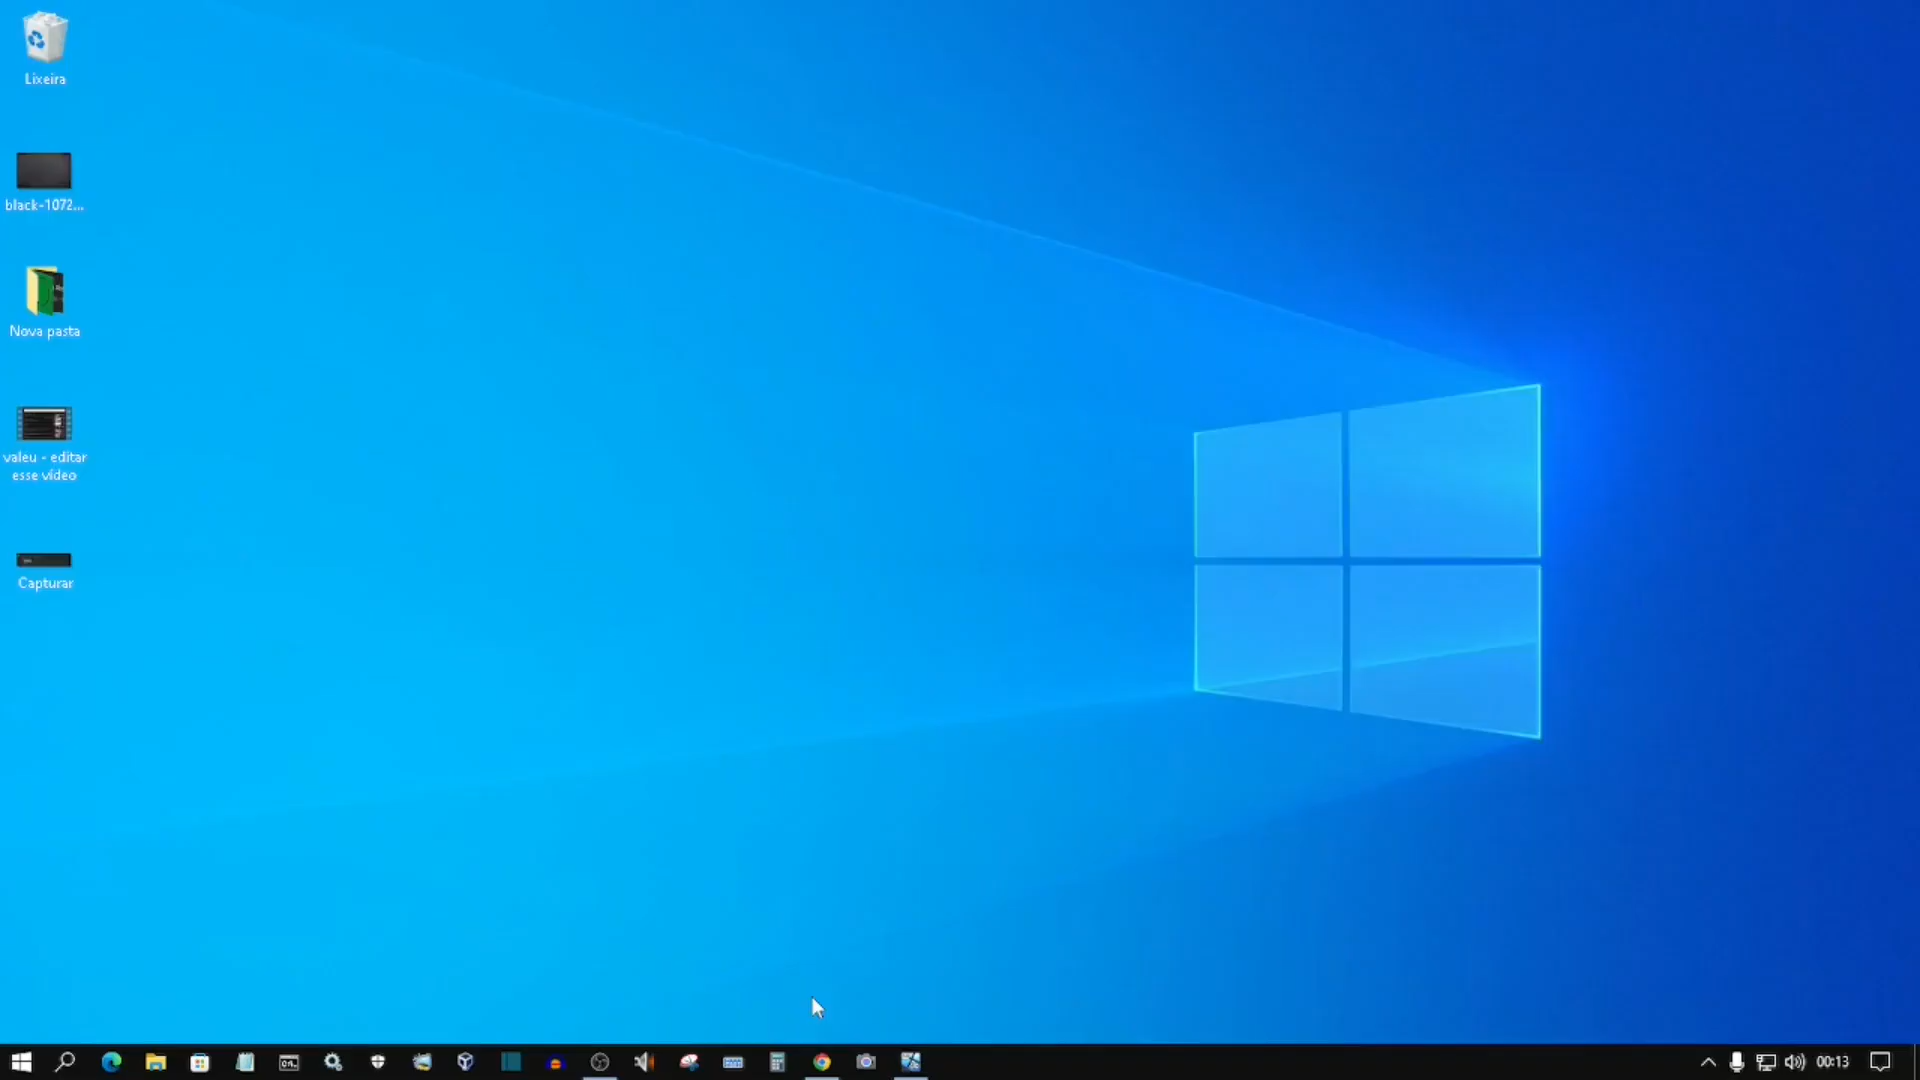 Lixeira
black-1072...
Nova pasta
valeu - editar
esse vídeo
Capturar
00:13